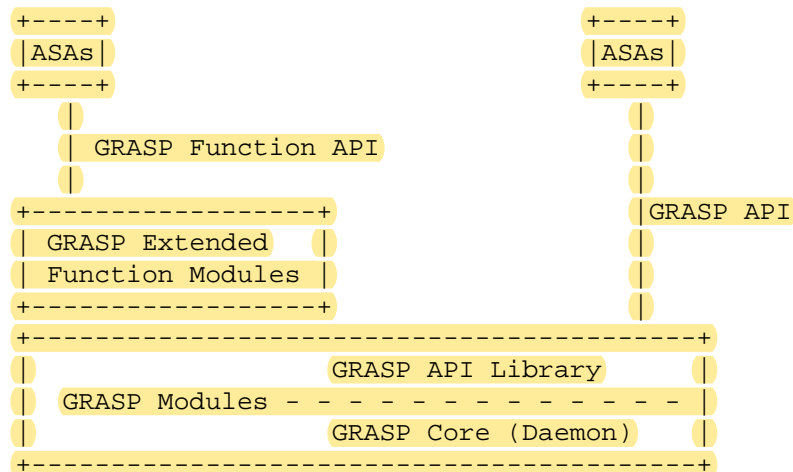 +----+                              +----+
|ASAs|                              |ASAs|
+----+                              +----+
   |                                   |
   | GRASP Function API                |
   |                                   |
+------------------+                   |GRASP API
| GRASP Extended   |                   |
| Function Modules |                   |
+------------------+                   |
+------------------------------------------+
|                   GRASP API Library      |
|  GRASP Modules - - - - - - - - - - - - - |
|                   GRASP Core (Daemon)    |
+------------------------------------------+